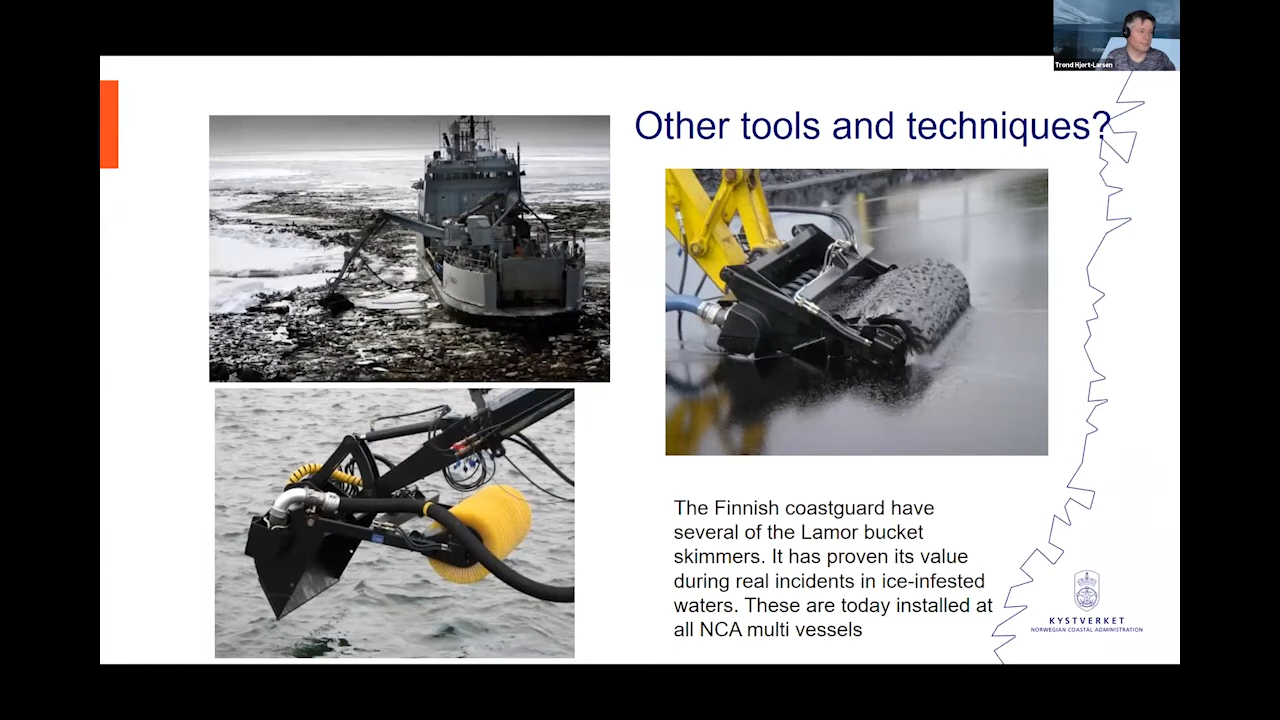 Trond Hjort-Larsen
Other tools and techniques?
The Finnish coastguard have
several of the Lamor bucket
skimmers. It has proven its value
during real incidents in ice-infested
waters. These are today installed at
all NCA multi vessels
KYSTVERKET
NORWEGIAN COASTAL ADMINISTRATION